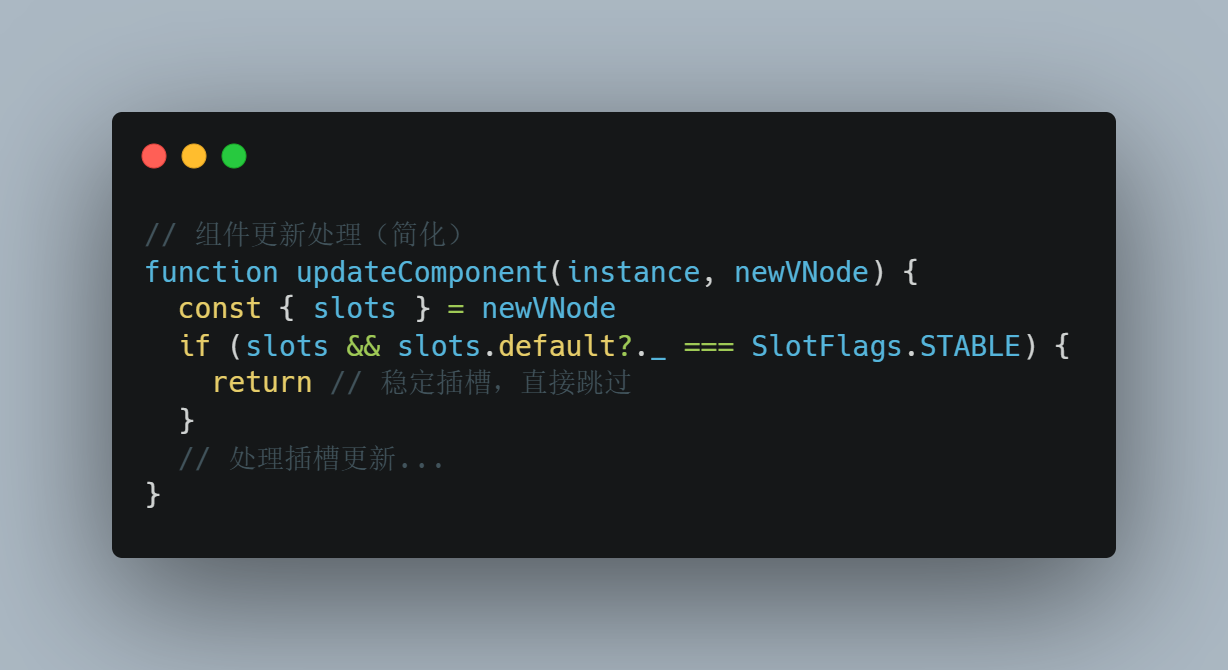 // 组件更新处理（简化）
function updateComponent(instance, newVNode) {
  const { slots } = newVNode
  if (slots && slots.default?._ === SlotFlags.STABLE) {
    return // 稳定插槽，直接跳过
  }
  // 处理插槽更新...
}